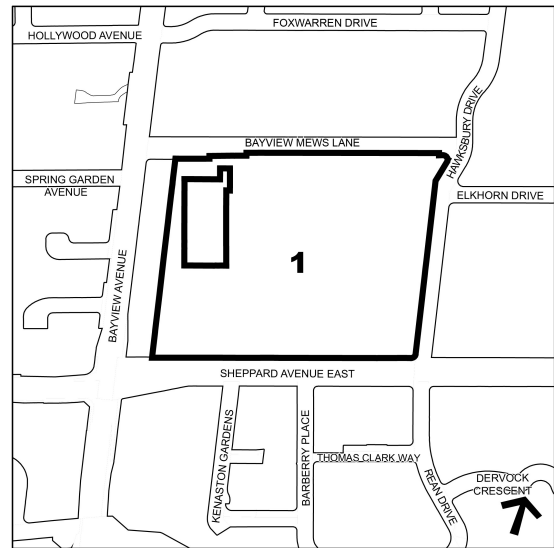 FOXWARREN DRIVE
HOLLYWOOD AVENUE
BAYVIEW MEWS LANE
HAWKSBURY DRIVE
SPRING GARDEN
AVENUE
ELKHORN DRIVE
BAYVIEW AVENUE
1
SHEPPARD AVENUE EAST
KENASTON GARDENS
BARBERRY PLACE
THOMAS CLARK WAY
REAN DRIVE
DERVOCK
CRESCENT